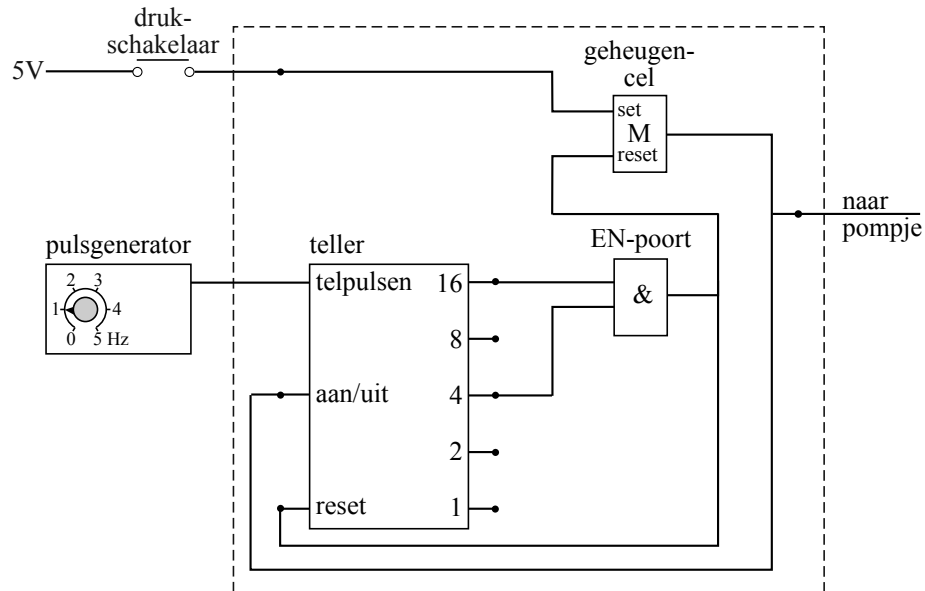 druk-
schakelaar
5V
geheugen-
cel
set
M
reset
naar
pompje
EN-poort
&
pulsgenerator
2 3
1 4
0 5 Hz
teller
telpulsen 16
8
aan/uit 4
2
reset 1